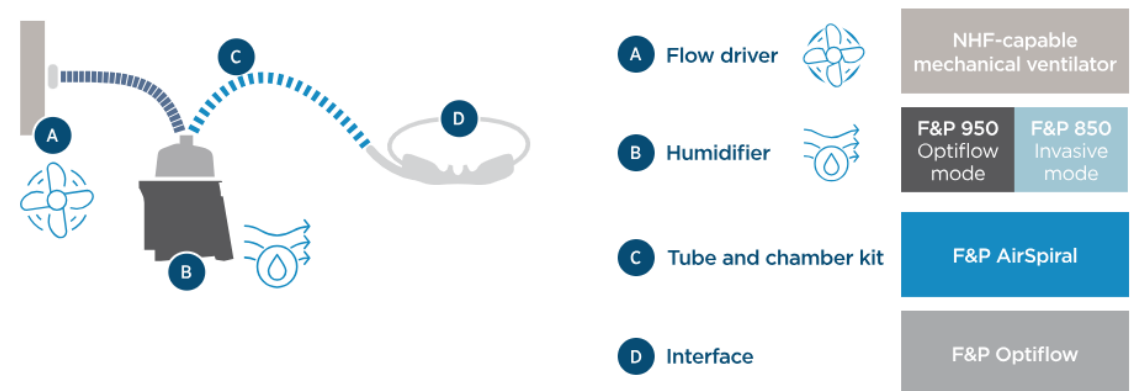 C
D
A
B
A Flow driver
NHF-capable
mechanical ventilator
B Humidifier
F&P 950
Optiflow
mode
F&P 850
Invasive
mode
C Tube and chamber kit
F&P AirSpiral
D Interface
F&P Optiflow